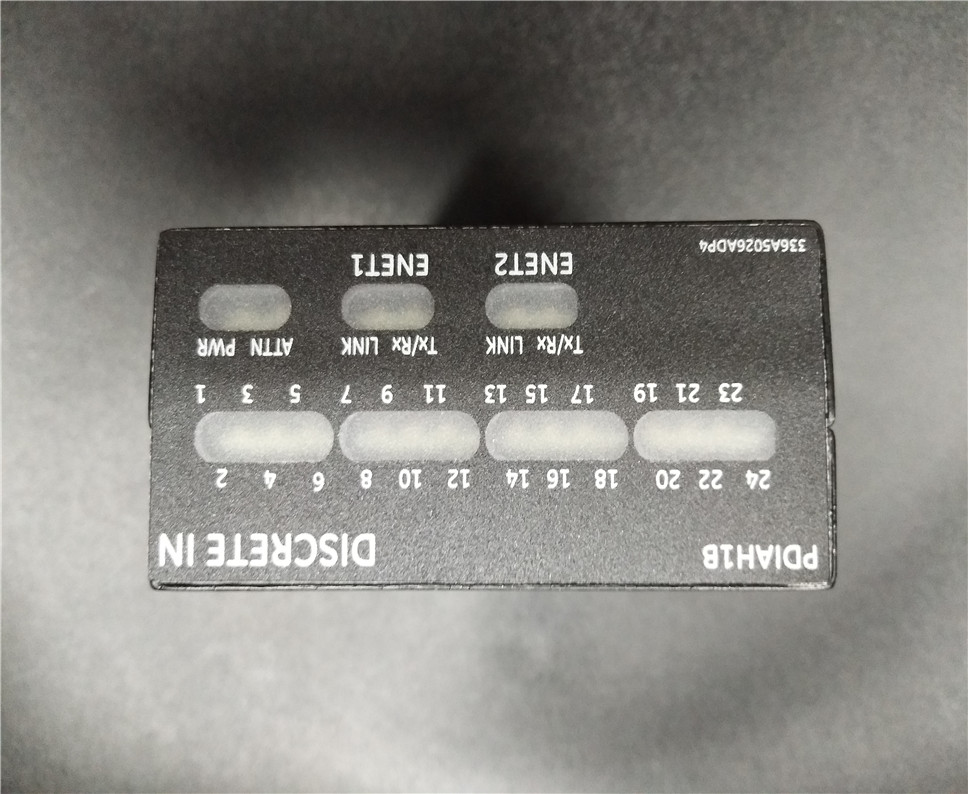 PDIAH1B DISCRETE IN
24 22 20 18 16 14 12 10 8 6 4 2
23 21 19 17 15 13 11 9 7 5 3 1
Tx/Rx LINK Tx/Rx LINK ATTN PWR
ENET2 ENET1
336A5026ADP4